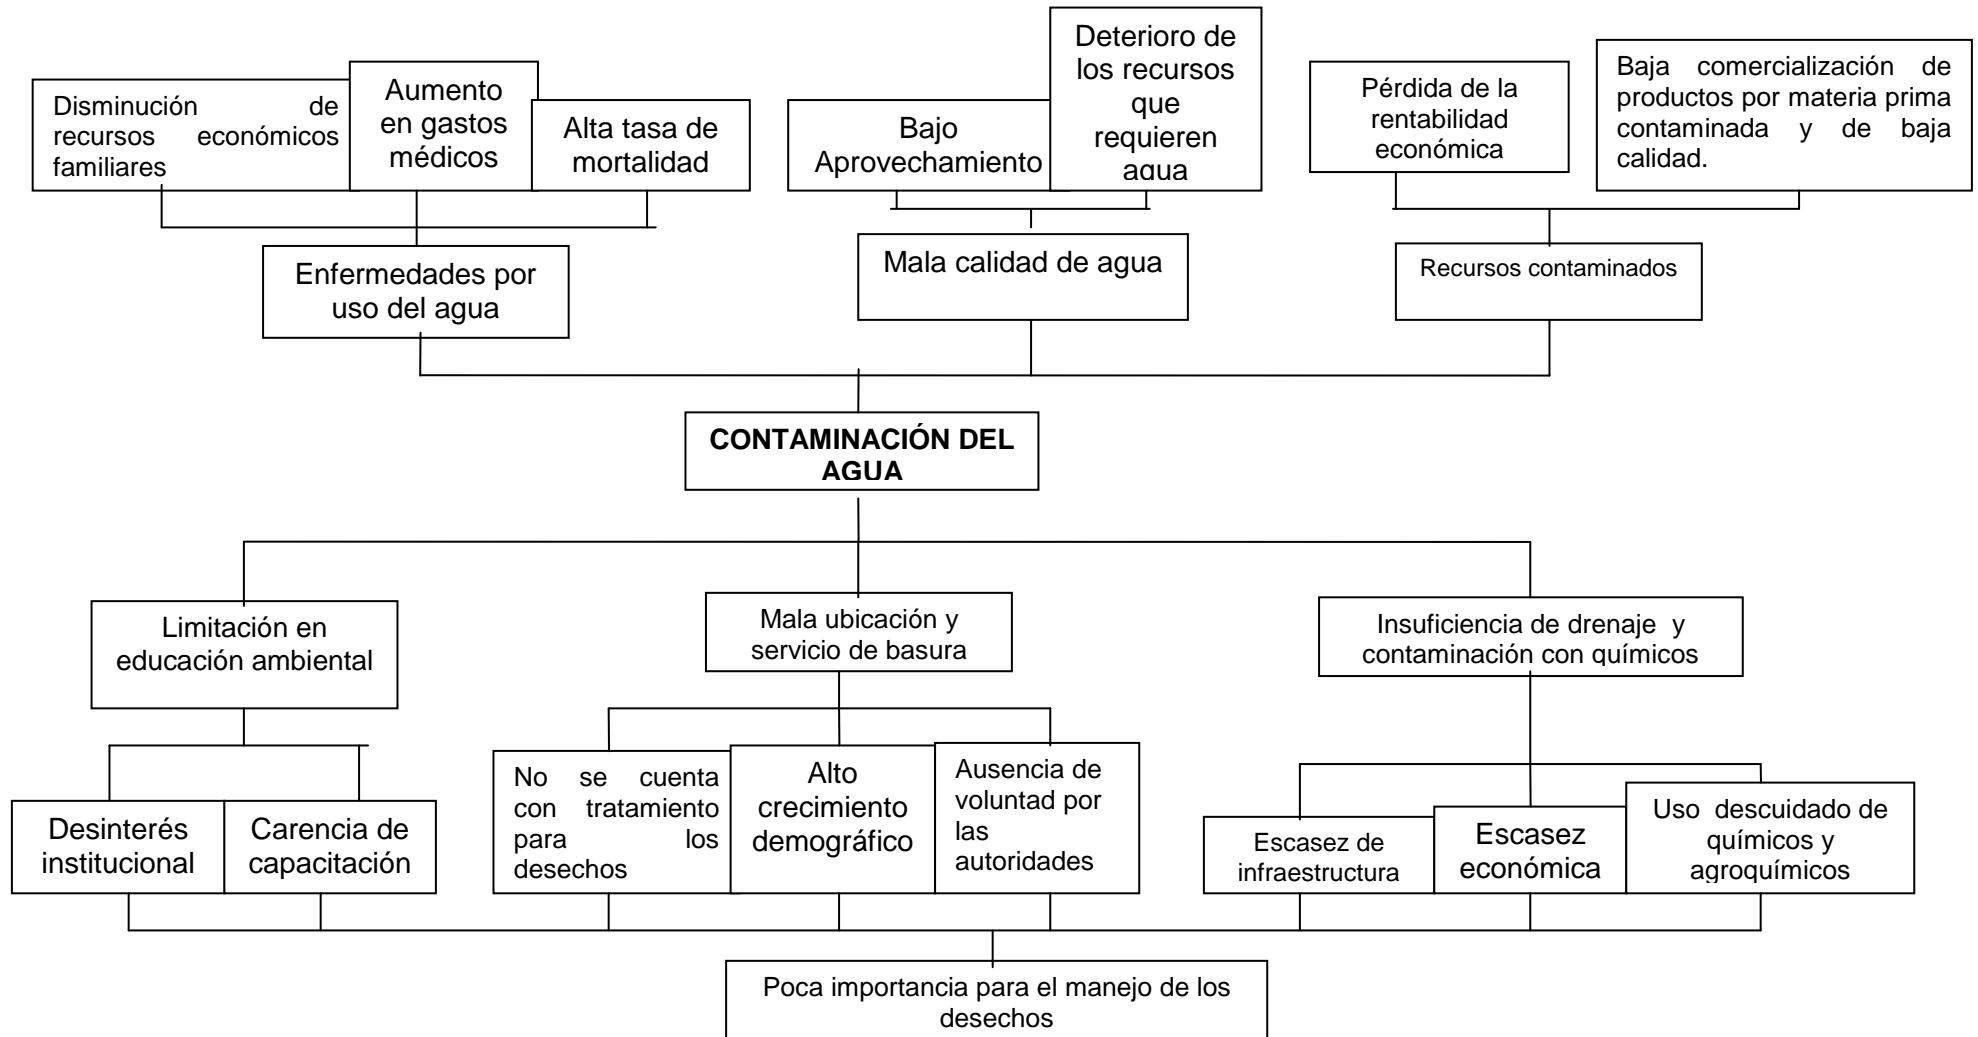 Disminución de
recursos económicos
familiares
Aumento
en gastos
médicos
Alta tasa de
mortalidad
Bajo
Aprovechamiento
Deterioro de
los recursos
que
requieren
agua
Pérdida de la
rentabilidad
económica
Baja comercialización de
productos por materia prima
contaminada y de baja
calidad.
Enfermedades por
uso del agua
Mala calidad de agua
Recursos contaminados
CONTAMINACIÓN DEL
AGUA
Limitación en
educación ambiental
Mala ubicación y
servicio de basura
Insuficiencia de drenaje y
contaminación con químicos
Desinterés
institucional
Carencia de
capacitación
No se cuenta
con tratamiento
para los
desechos
Alto
crecimiento
demográfico
Ausencia de
voluntad por
las
autoridades
Escasez de
infraestructura
Escasez
económica
Uso descuidado de
químicos y
agroquímicos
Poca importancia para el manejo de los
desechos